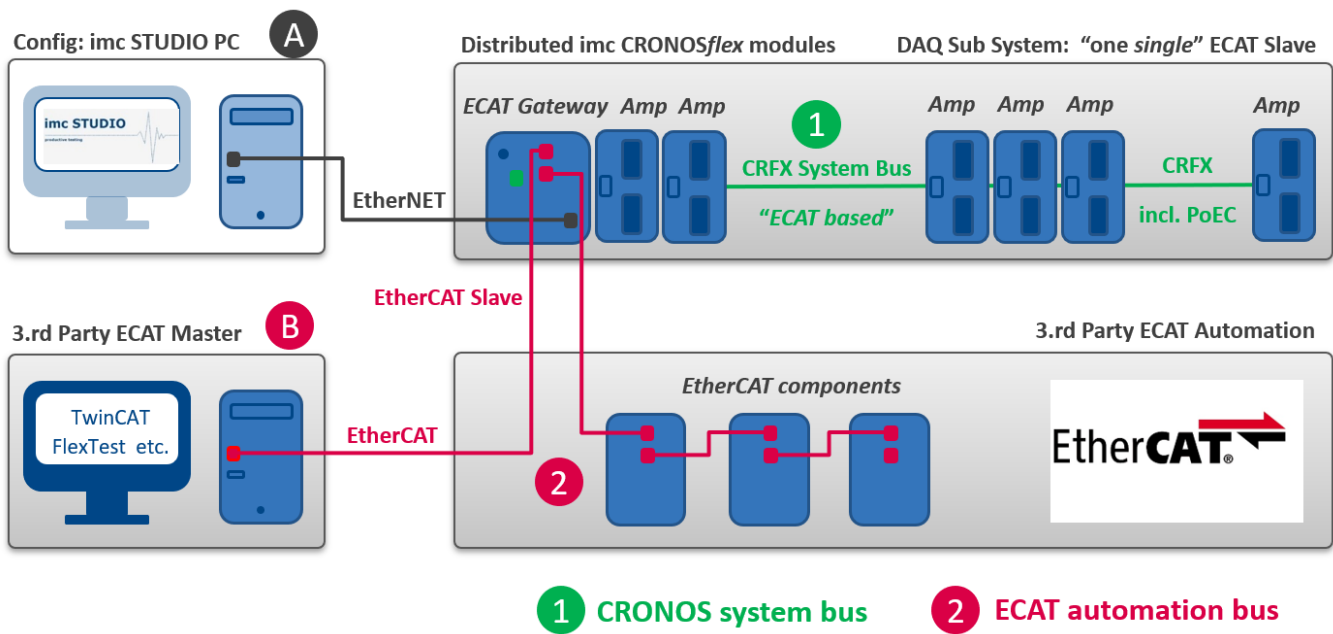 Config: imc STUDIO PC
A
Distributed imc CRONOSflex modules
DAQ Sub System: “one single” ECAT Slave
imc STUDIO
productive testing
ECAT Gateway
Amp
Amp
1
Amp
Amp
Amp
Amp
CRFX System Bus
“ECAT based”
CRFX
incl. PoEC
EtherNET
EtherCAT Slave
3.rd Party ECAT Master
B
3.rd Party ECAT Automation
TwinCAT
FlexTest etc.
EtherCAT
EtherCAT components
2
EtherCAT®
1 CRONOS system bus
2 ECAT automation bus